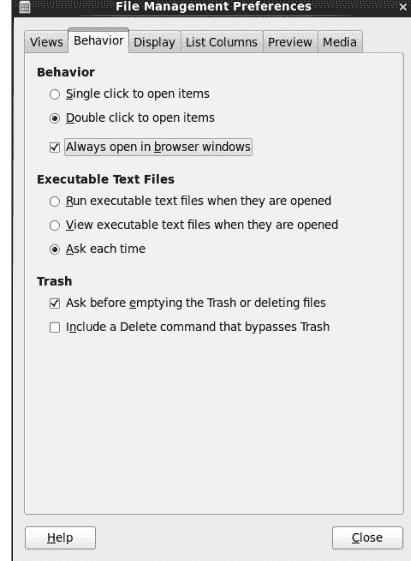 File Management Preferences
Views Behavior Display List Columns Preview Media
Behavior
Single click to open items
Double click to open items
Always open in browser windows
Executable Text Files
Run executable text files when they are opened
View executable text files when they are opened
Ask each time
Trash
Ask before emptying the Trash or deleting files
Include a Delete command that bypasses Trash
Help Close